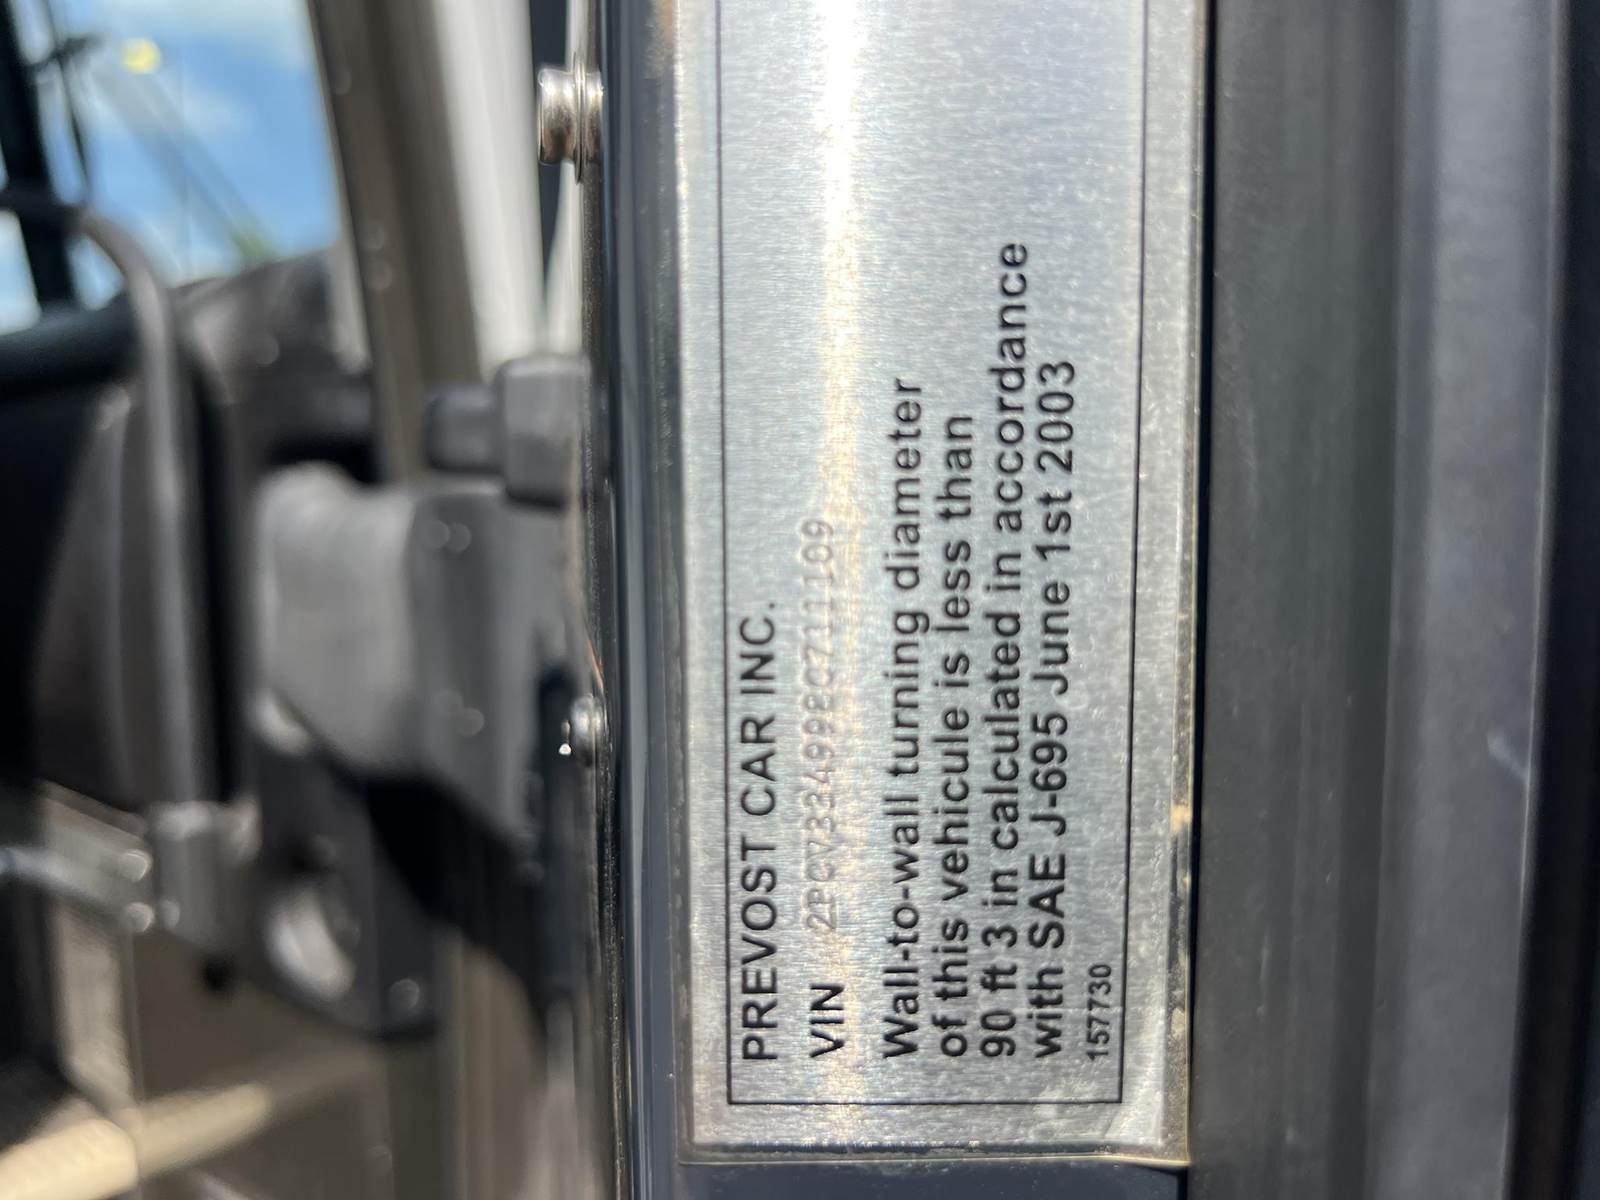 PREVOST CAR INC.
VIN 2PCV334998C711109
Wall-to-wall turning diameter
of this vehicule is less than
90 ft 3 in calculated in accordance
with SAE J-695 June 1st 2003
157730